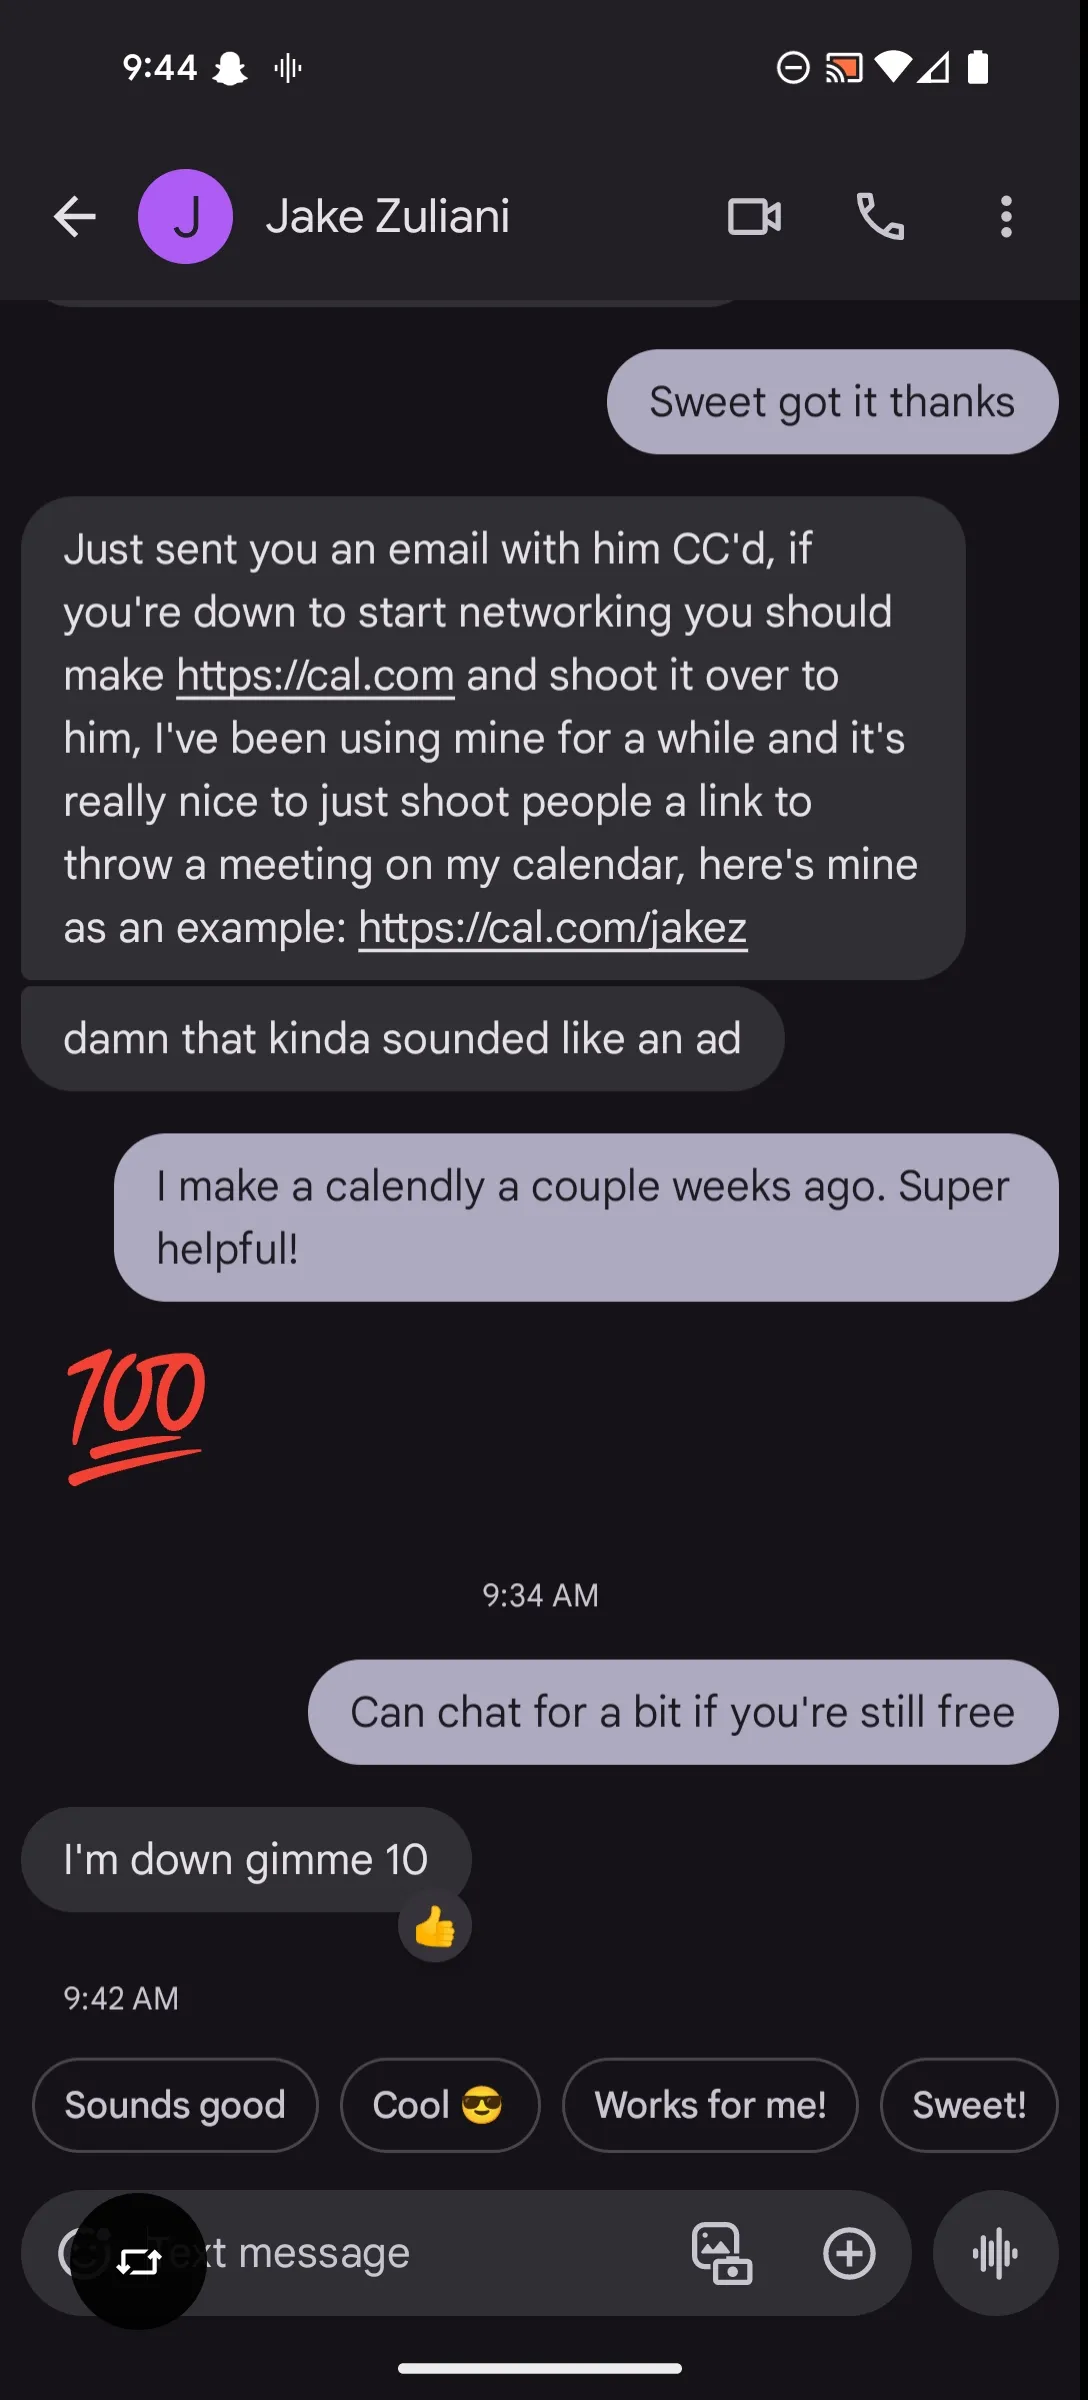 9:44
J
Jake Zuliani
Sweet got it thanks
Just sent you an email with him CC'd, if
you're down to start networking you should
make https://cal.com and shoot it over to
him, I've been using mine for a while and it's
really nice to just shoot people a link to
throw a meeting on my calendar, here's mine
as an example: https://cal.com/jakez
damn that kinda sounded like an ad
I make a calendly a couple weeks ago. Super
helpful!
💯
9:34 AM
Can chat for a bit if you're still free
I'm down gimme 10
👍
9:42 AM
Sounds good
Cool 😎
Works for me!
Sweet!
Text message